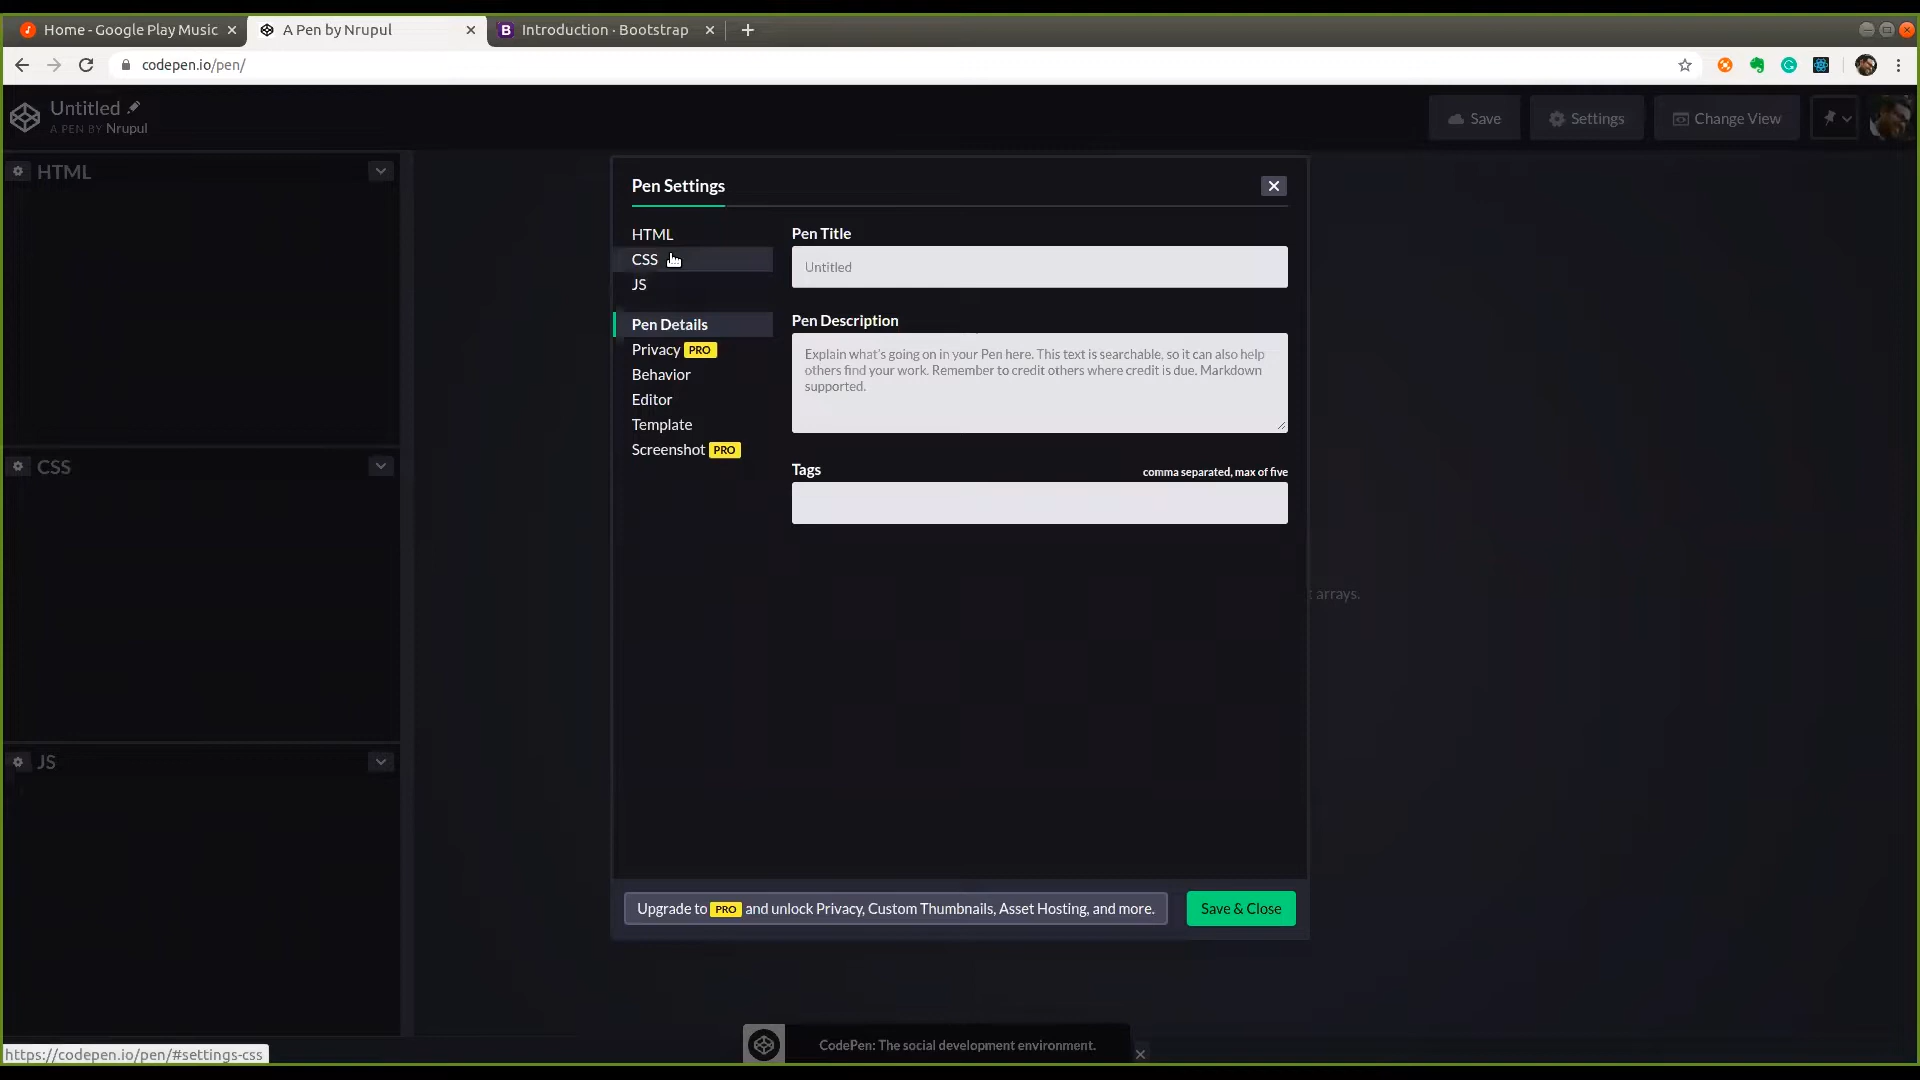 Home - Google Play Music
A Pen by Nrupul
Introduction · Bootstrap
codepen.io/pen/
Untitled
A PEN BY Nrupul
Save
Settings
Change View
HTML
CSS
JS
Pen Settings
HTML
CSS
JS
Pen Details
Privacy PRO
Behavior
Editor
Template
Screenshot PRO
Pen Title
Untitled
Pen Description
Explain what's going on in your Pen here. This text is searchable, so it can also help
others find your work. Remember to credit others where credit is due. Markdown
supported.
Tags
comma separated, max of five
arrays.
Upgrade to PRO and unlock Privacy, Custom Thumbnails, Asset Hosting, and more.
Save & Close
CodePen: The social development environment.
https://codepen.io/pen/#settings-css